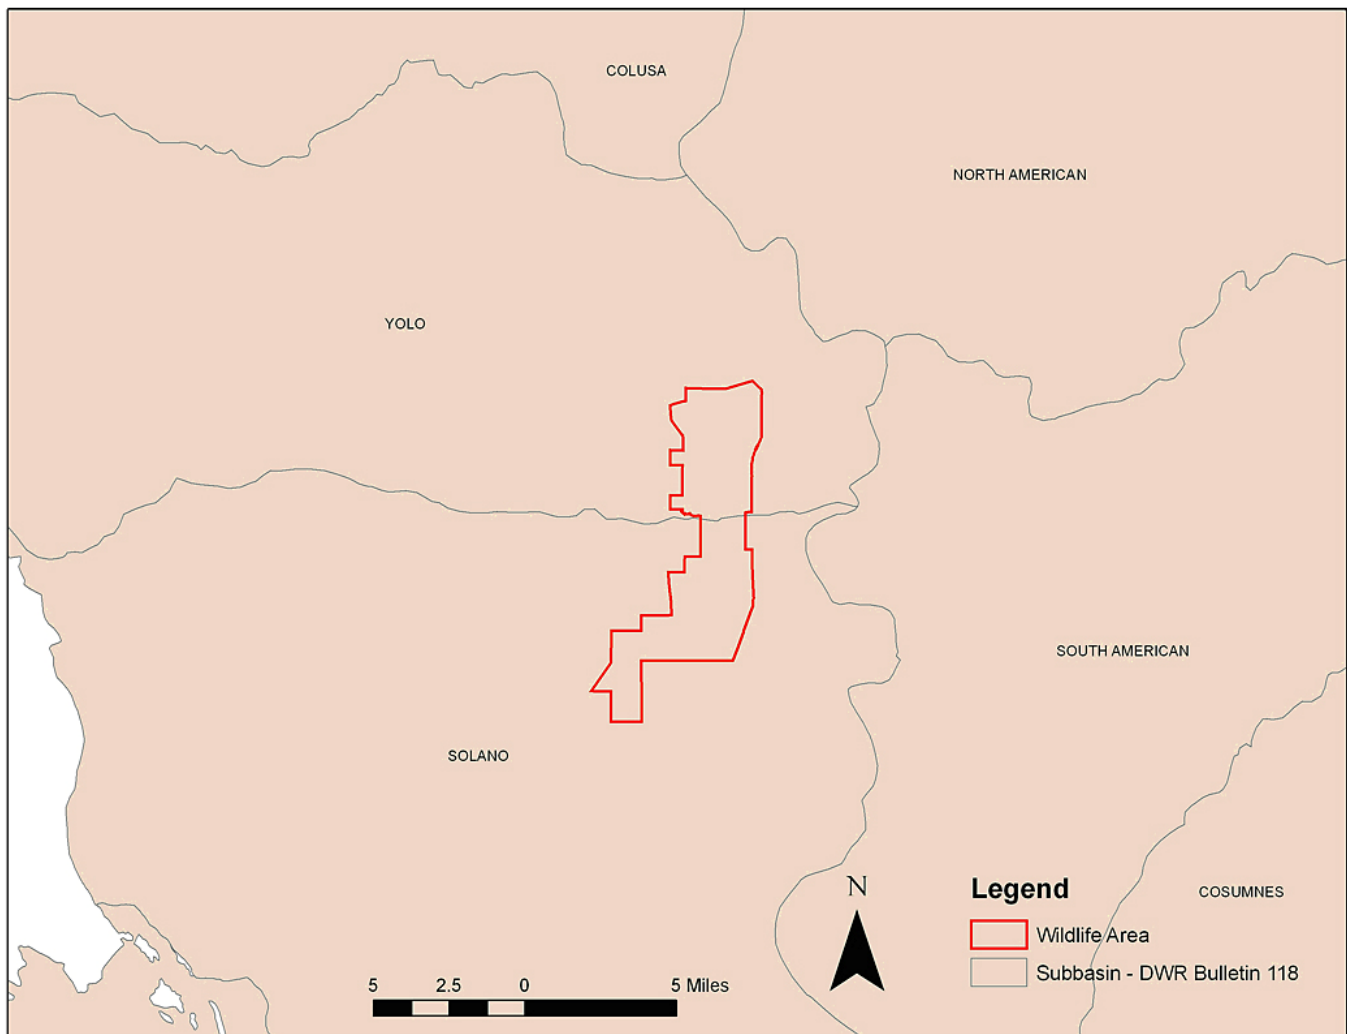 COLUSA
NORTH AMERICAN
YOLO
SOUTH AMERICAN
SOLANO
N
Legend
COSUMNES
Wildlife Area
Subbasin - DWR Bulletin 118
5 2.5 0 5 Miles